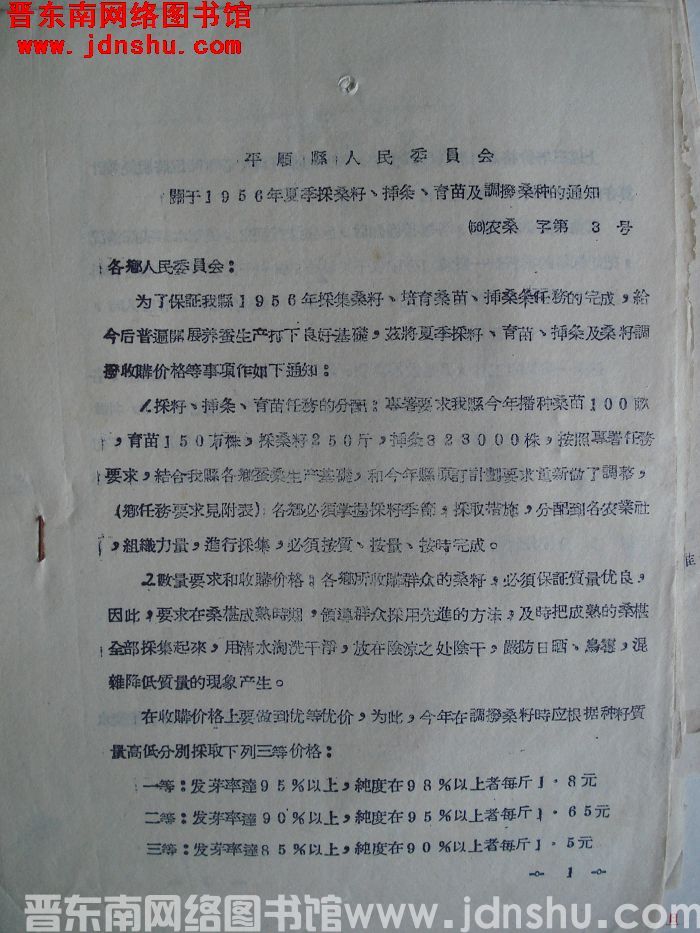 晋东南网络图书馆
www.jdnshu.com
平順縣人民委員会
關于1956年夏季採桑籽、揷条、育苗及調撥桑种的通知
(56)农桑 字第 3 号
各鄉人民委員会:
为了保証我縣1956年採集桑籽、培育桑苗、揷桑条任務的完成,給
今后普遍開展养蚕生产打下良好基礎,茲將夏季採籽、育苗、揷条及桑籽調
撥收購价格等事項作如下通知:
1.採籽、揷条、育苗任務的分配:專署要求我縣今年播种桑苗100畝
,育苗150万株,採桑籽250斤,揷条323000株,按照專署任務
要求,結合我縣各鄉蚕桑生产基礎,和今年縣原訂計劃要求重新做了調整,
(鄉任務要求見附表)各鄉必須掌握採籽季節,採取措施,分配到各农業社
,組織力量,進行採集,必須按質、按量、按時完成。
2.数量要求和收購价格:各鄉所收購群众的桑籽,必須保証質量优良,
因此,要求在桑椹成熟時期,領導群众採用先進的方法,及時把成熟的桑椹
全部採集起來,用清水淘洗干淨,放在陰凉之处陰干,嚴防日晒、鳥害,混
雜降低質量的現象产生。
在收購价格上要做到优等优价,为此,今年在調撥桑籽時应根据种籽質
量高低分別採取下列三等价格:
一等:发芽率達95%以上,純度在98%以上者每斤1.8元
二等:发芽率達90%以上,純度在95%以上者每斤1.65元
三等:发芽率達85%以上,純度在90%以上者每斤1.5元
— 1 —
晋东南网络图书馆 www.jdnshu.com